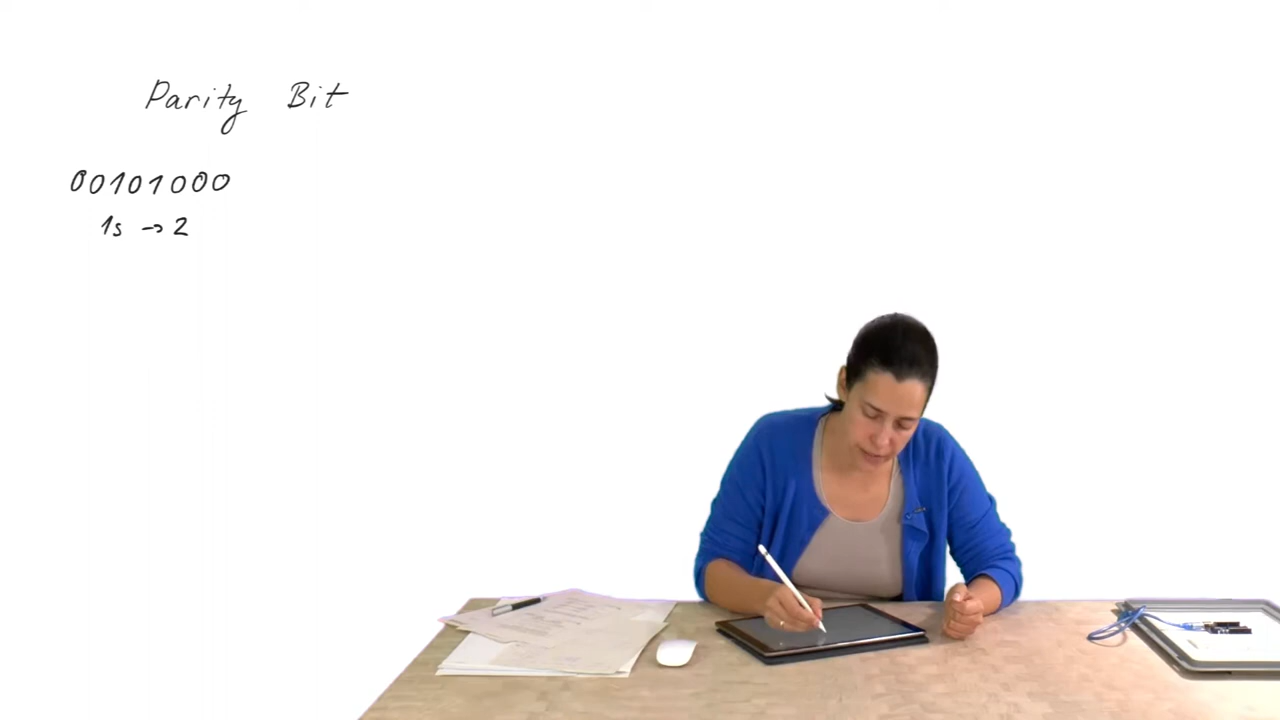 Parity Bit
00101000
1s → 2